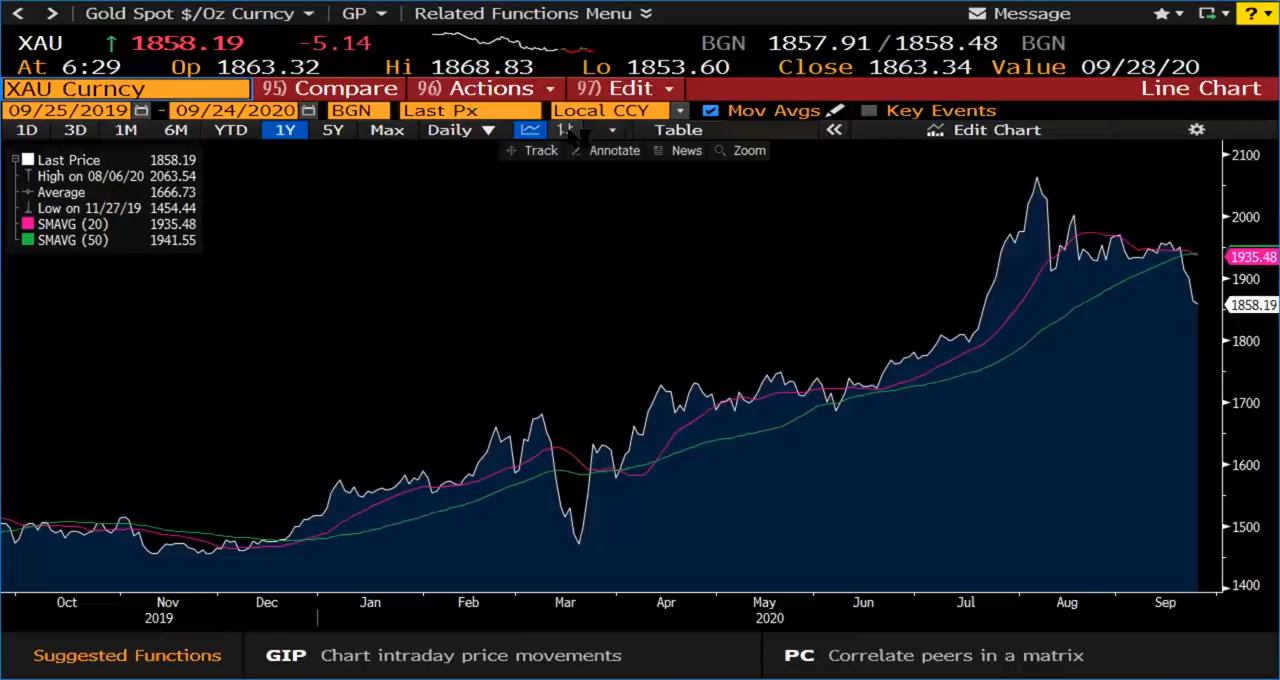 Gold Spot $/Oz Curncy GP Related Functions Menu Message ?
XAU 1858.19 -5.14 BGN 1857.91 / 1858.48 BGN
At 6:29 Op 1863.32 Hi 1868.83 Lo 1853.60 Close 1863.34 Value 09/28/20
XAU Curncy 95) Compare 96) Actions 97) Edit Line Chart
09/25/2019 - 09/24/2020 BGN Last Px Local CCY Mov Avgs Key Events
1D 3D 1M 6M YTD 1Y 5Y Max Daily Table Edit Chart
Track Annotate News Zoom
Last Price 1858.19
High on 08/06/20 2063.54
Average 1666.73
Low on 11/27/19 1454.44
SMAVG (20) 1935.48
SMAVG (50) 1941.55
2100
2000
1935.48
1900
1858.19
1800
1700
1600
1500
1400
Oct Nov Dec Jan Feb Mar Apr May Jun Jul Aug Sep
2019 2020
Suggested Functions GIP Chart intraday price movements PC Correlate peers in a matrix